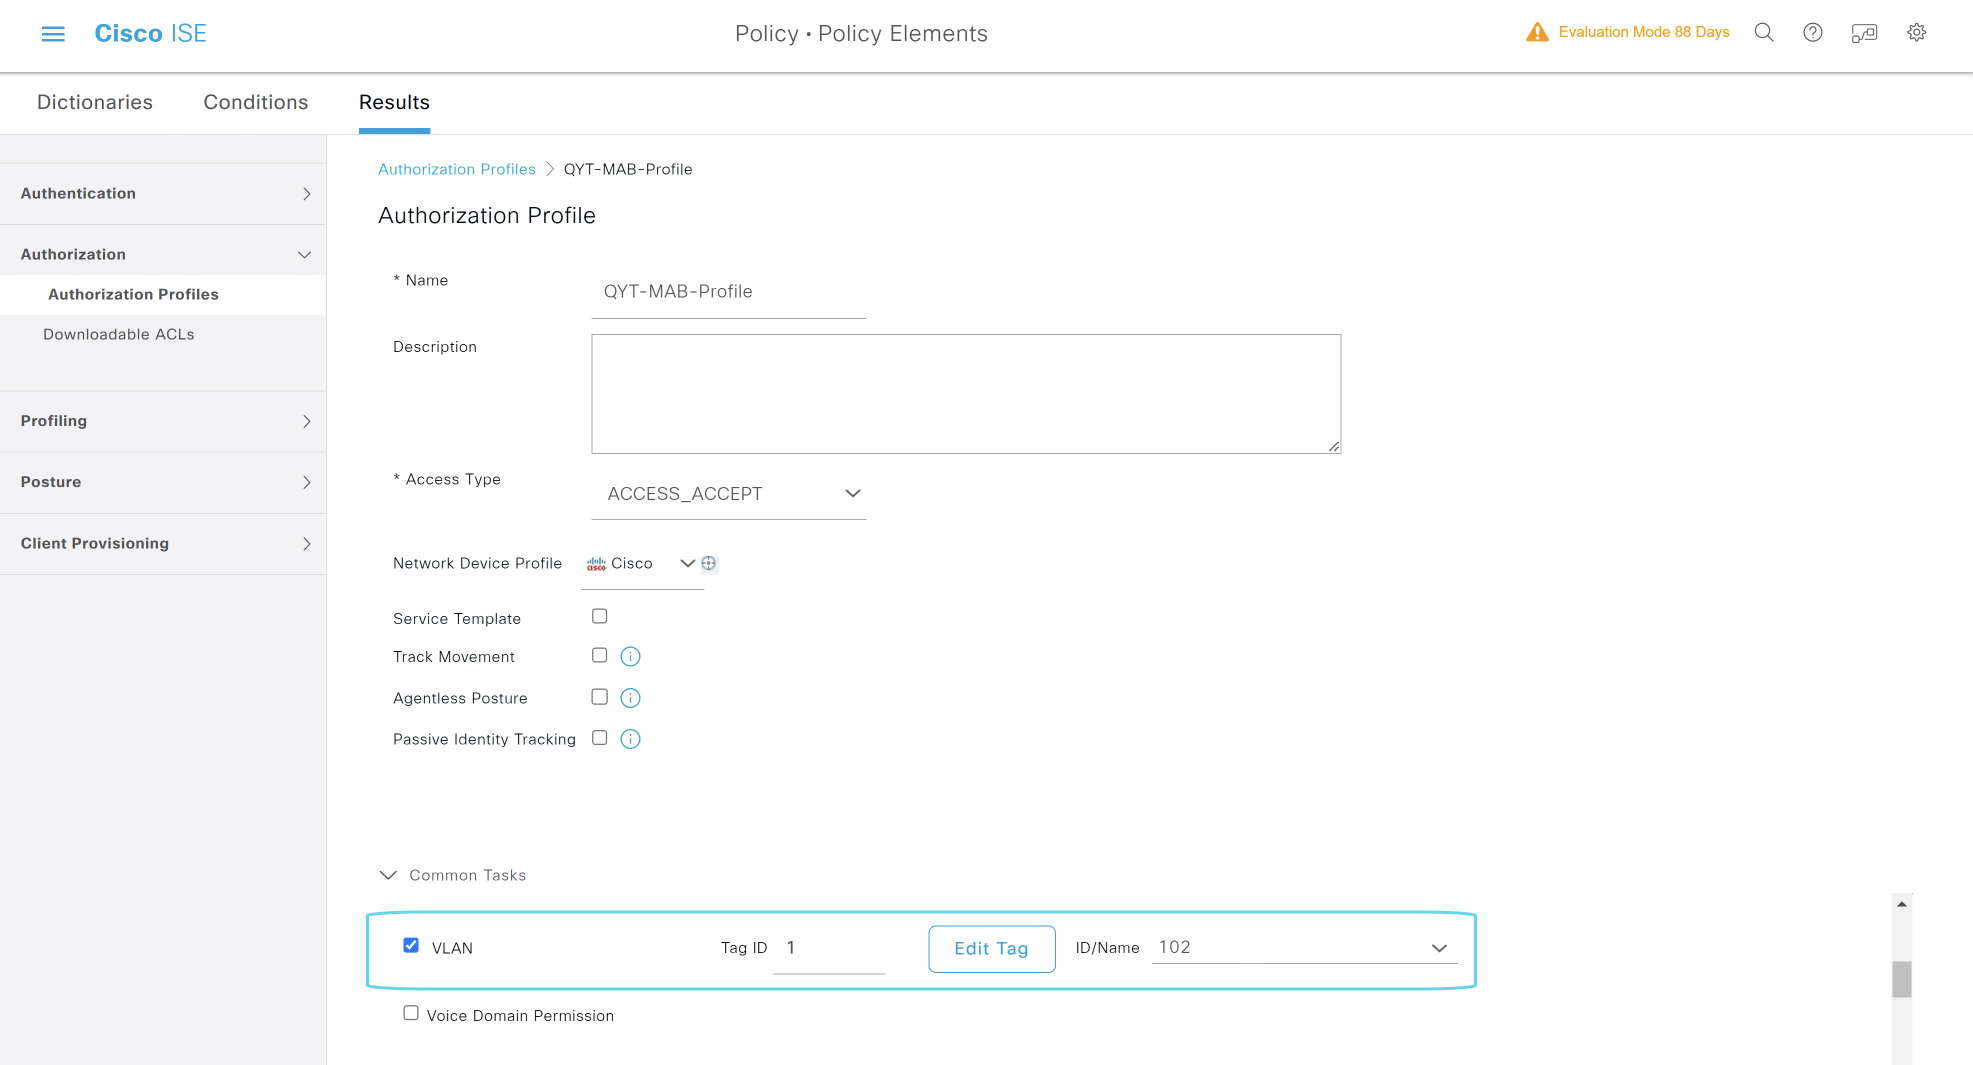 Cisco ISE
Policy • Policy Elements
Evaluation Mode 88 Days
Dictionaries
Conditions
Results
Authentication
Authorization
Authorization Profiles
Downloadable ACLs
Profiling
Posture
Client Provisioning
Authorization Profiles > QYT-MAB-Profile
Authorization Profile
* Name
QYT-MAB-Profile
Description
* Access Type
ACCESS_ACCEPT
Network Device Profile
cisco Cisco
Service Template
Track Movement
Agentless Posture
Passive Identity Tracking
Common Tasks
VLAN
Tag ID 1
Edit Tag
ID/Name 102
Voice Domain Permission